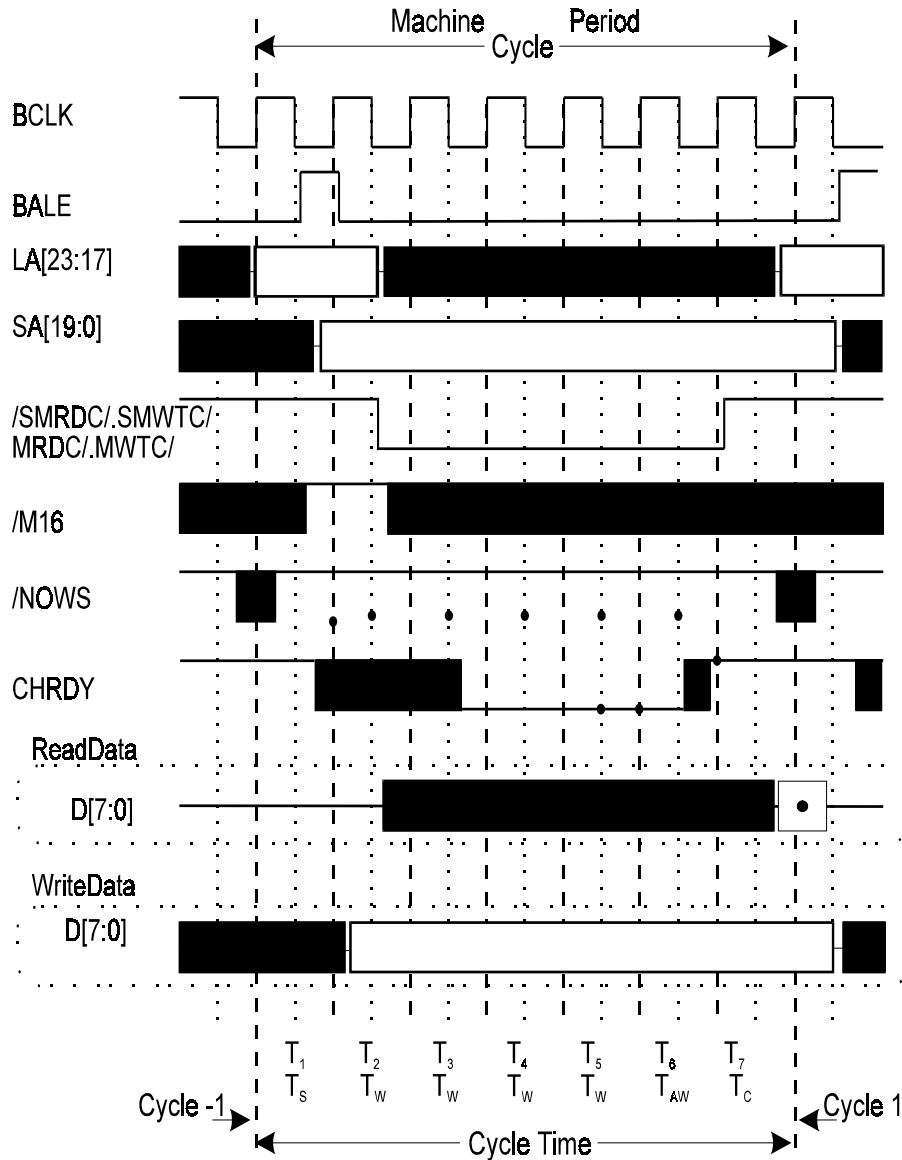 Machine Period
Cycle
BCLK
BALE
LA[23:17]
SA[19:0]
/SMRDC/.SMWTC/
MRDC/.MWTC/
/M16
/NOWS
CHRDY
ReadData
D[7:0]
WriteData
D[7:0]
T1 T2 T3 T4 T5 T6 T7
TS TW TW TW TW TAW TC
Cycle -1 Cycle 1
Cycle Time